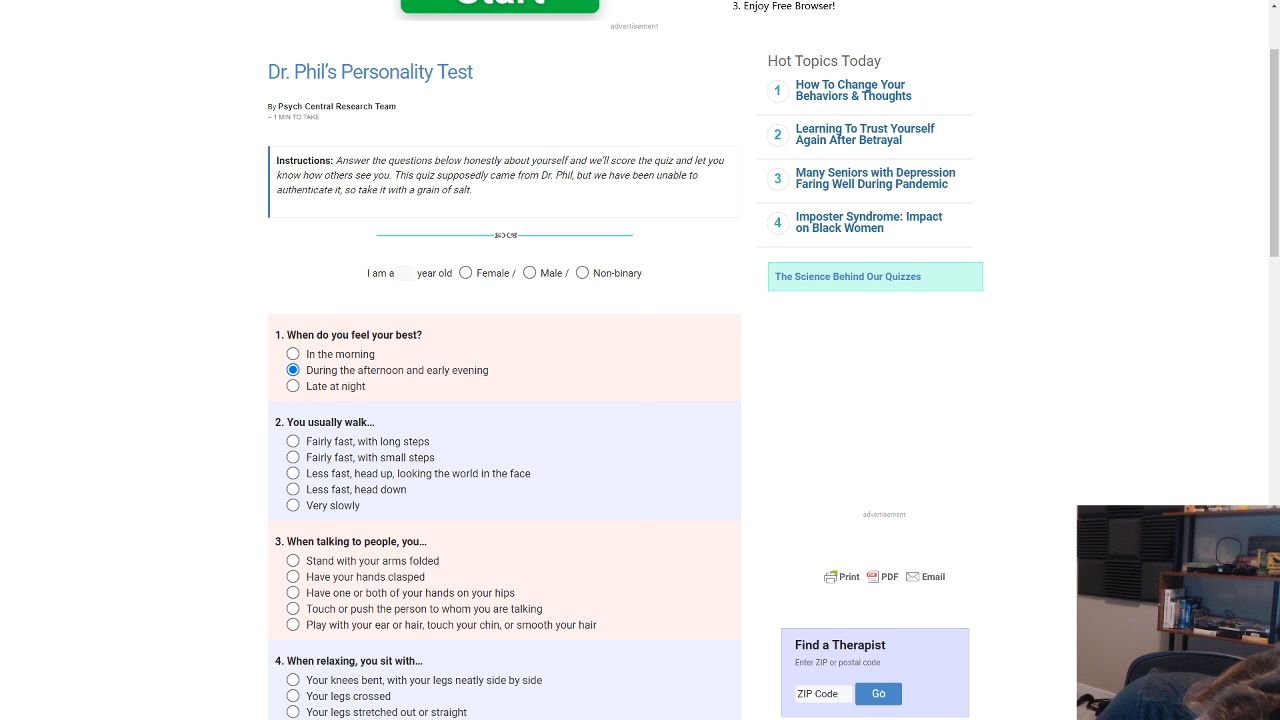 Start
3. Enjoy Free Browser!
advertisement
Dr. Phil's Personality Test
By Psych Central Research Team
~ 1 MIN TO TAKE
Instructions: Answer the questions below honestly about yourself and we'll score the quiz and let you
know how others see you. This quiz supposedly came from Dr. Phil, but we have been unable to
authenticate it, so take it with a grain of salt.
I am a year old Female / Male / Non-binary
1. When do you feel your best?
In the morning
During the afternoon and early evening
Late at night
2. You usually walk...
Fairly fast, with long steps
Fairly fast, with small steps
Less fast, head up, looking the world in the face
Less fast, head down
Very slowly
3. When talking to people, you...
Stand with your arms folded
Have your hands clasped
Have one or both of your hands on your hips
Touch or push the person to whom you are talking
Play with your ear or hair, touch your chin, or smooth your hair
4. When relaxing, you sit with...
Your knees bent, with your legs neatly side by side
Your legs crossed
Your legs stretched out or straight
Hot Topics Today
1 How To Change Your
Behaviors & Thoughts
2 Learning To Trust Yourself
Again After Betrayal
3 Many Seniors with Depression
Faring Well During Pandemic
4 Imposter Syndrome: Impact
on Black Women
The Science Behind Our Quizzes
advertisement
Print PDF Email
Find a Therapist
Enter ZIP or postal code
ZIP Code Go